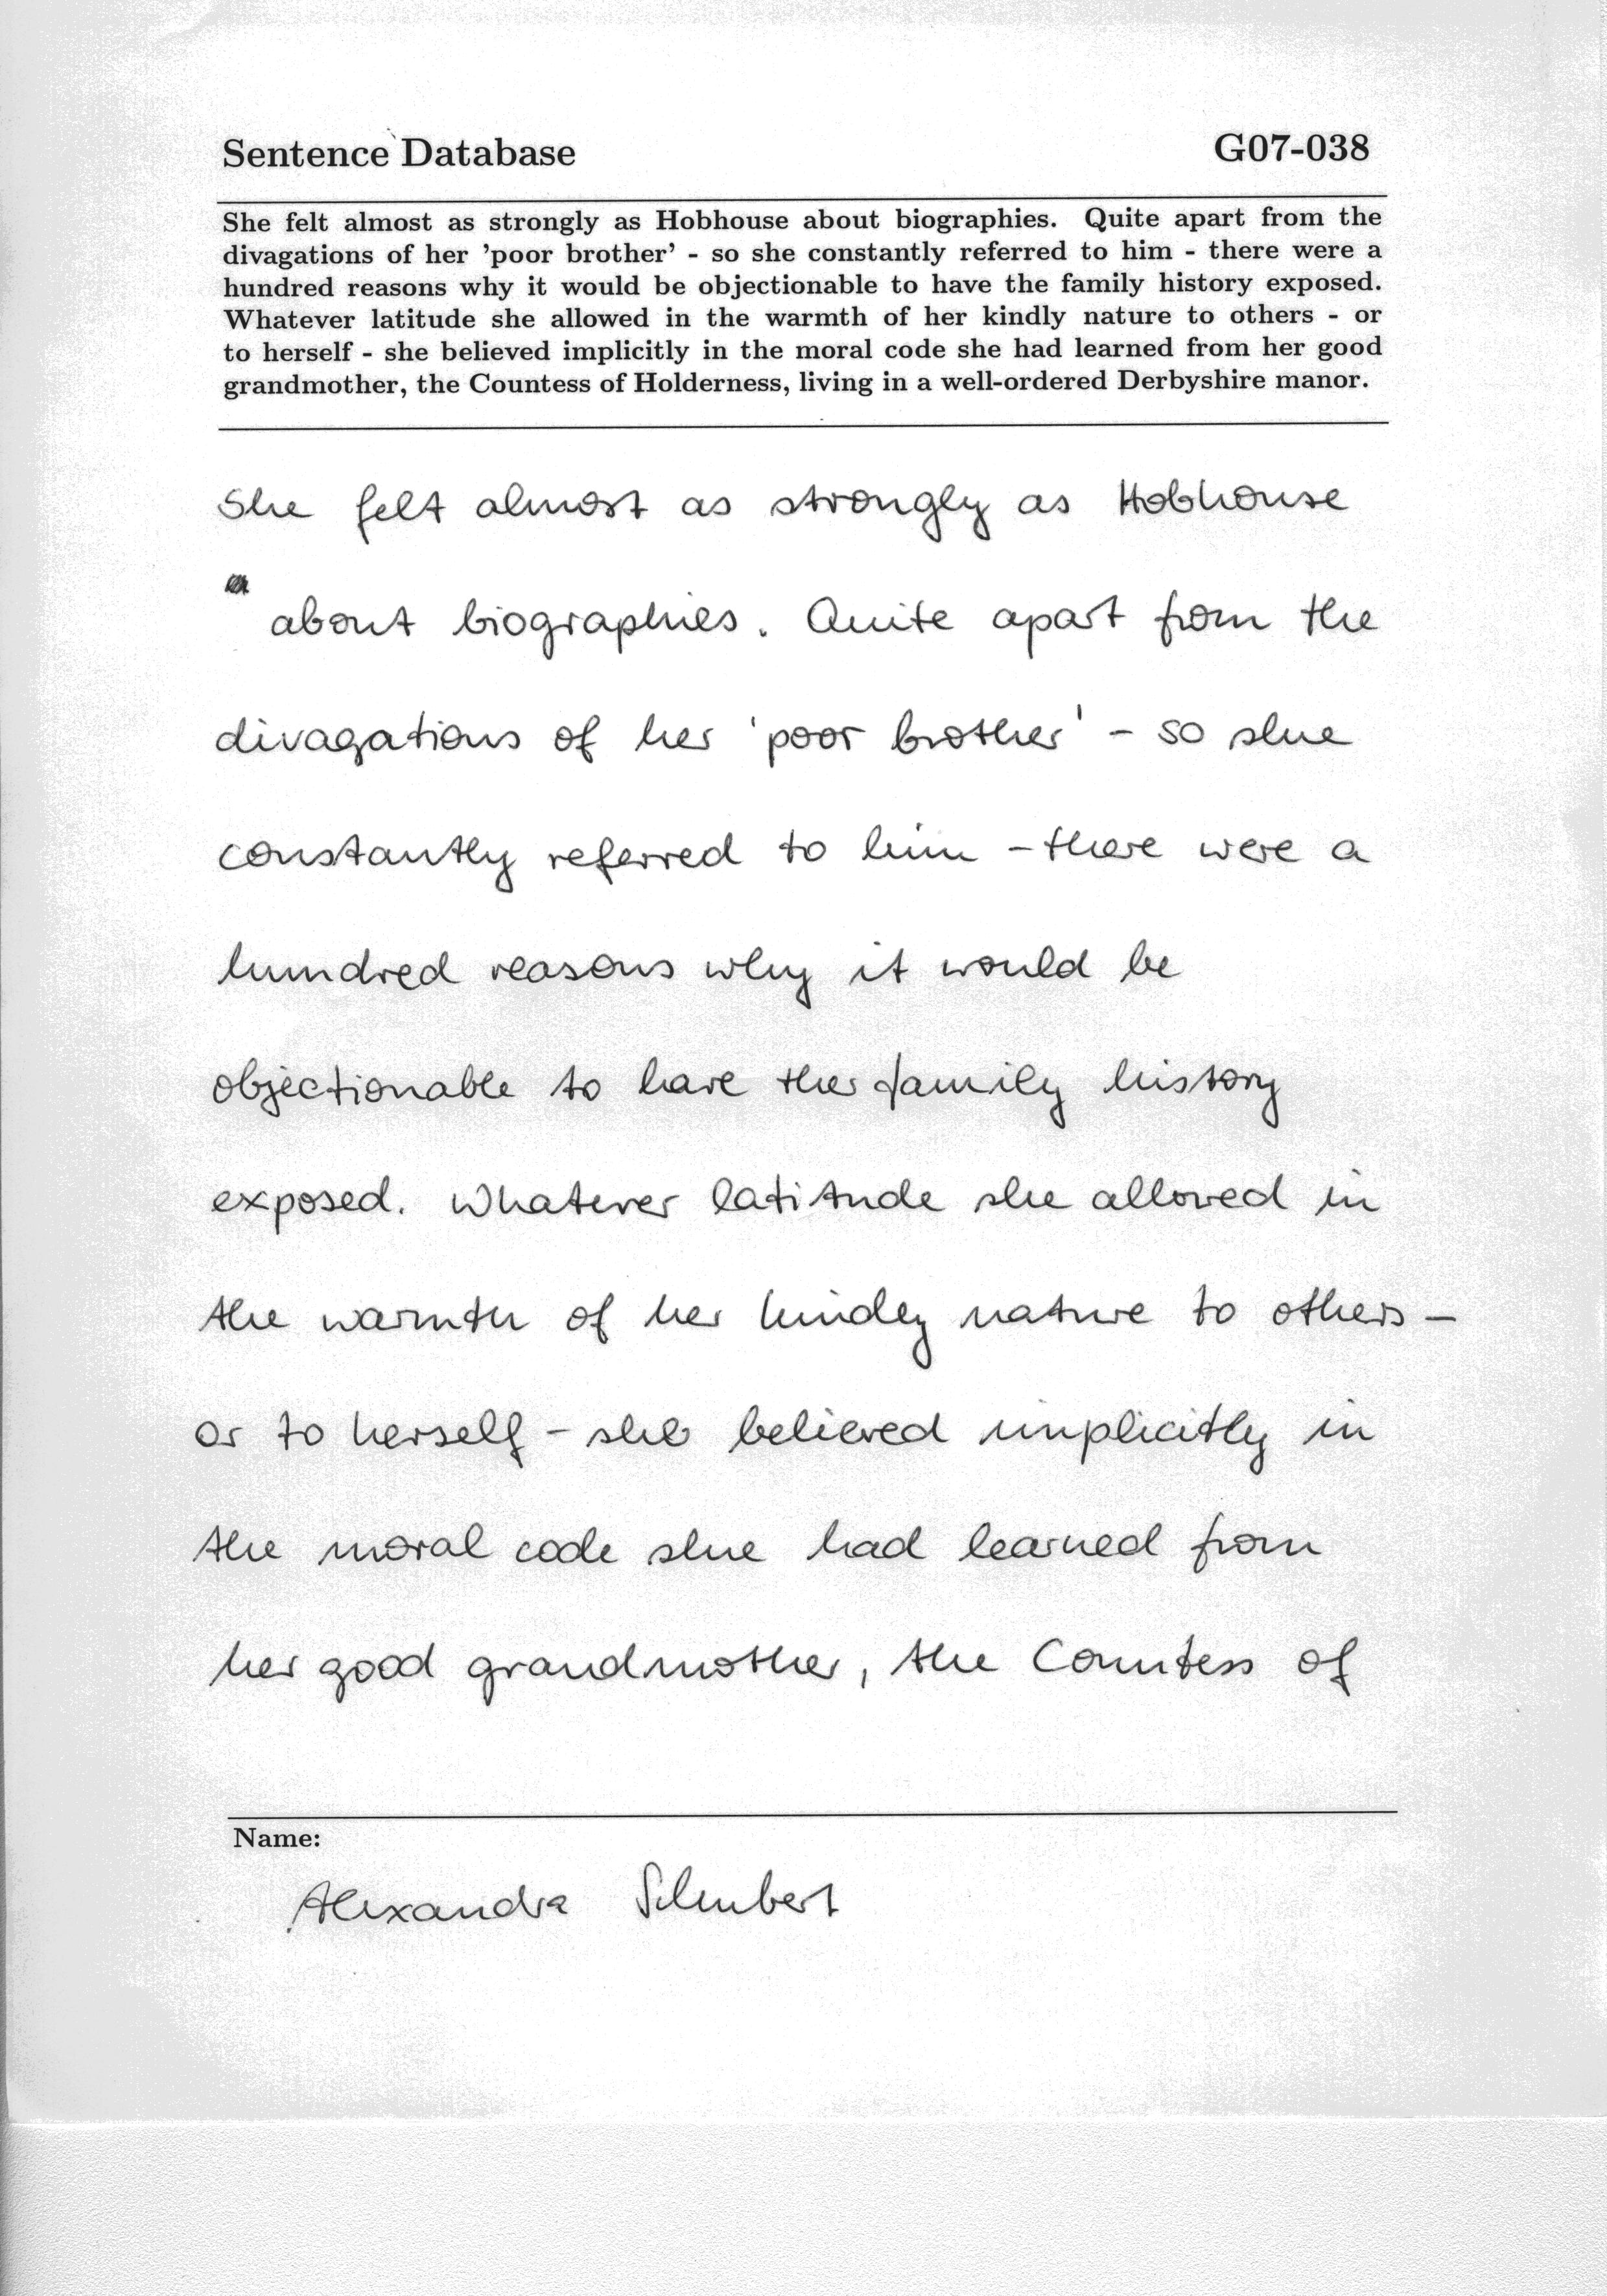 Sentence Database G07-038
She felt almost as strongly as Hobhouse about biographies. Quite apart from the
divagations of her 'poor brother' - so she constantly referred to him - there were a
hundred reasons why it would be objectionable to have the family history exposed.
Whatever latitude she allowed in the warmth of her kindly nature to others - or
to herself - she believed implicitly in the moral code she had learned from her good
grandmother, the Countess of Holderness, living in a well-ordered Derbyshire manor.
She felt almost as strongly as Hobhouse
about biographies. Quite apart from the
divagations of her 'poor brother' - so she
constantly referred to him - there were a
hundred reasons why it would be
objectionable to have the family history
exposed. Whatever latitude she allowed in
the warmth of her kindly nature to others -
or to herself - she believed implicitly in
the moral code she had learned from
her good grandmother, the Countess of
Name:
Alexandra Schubert